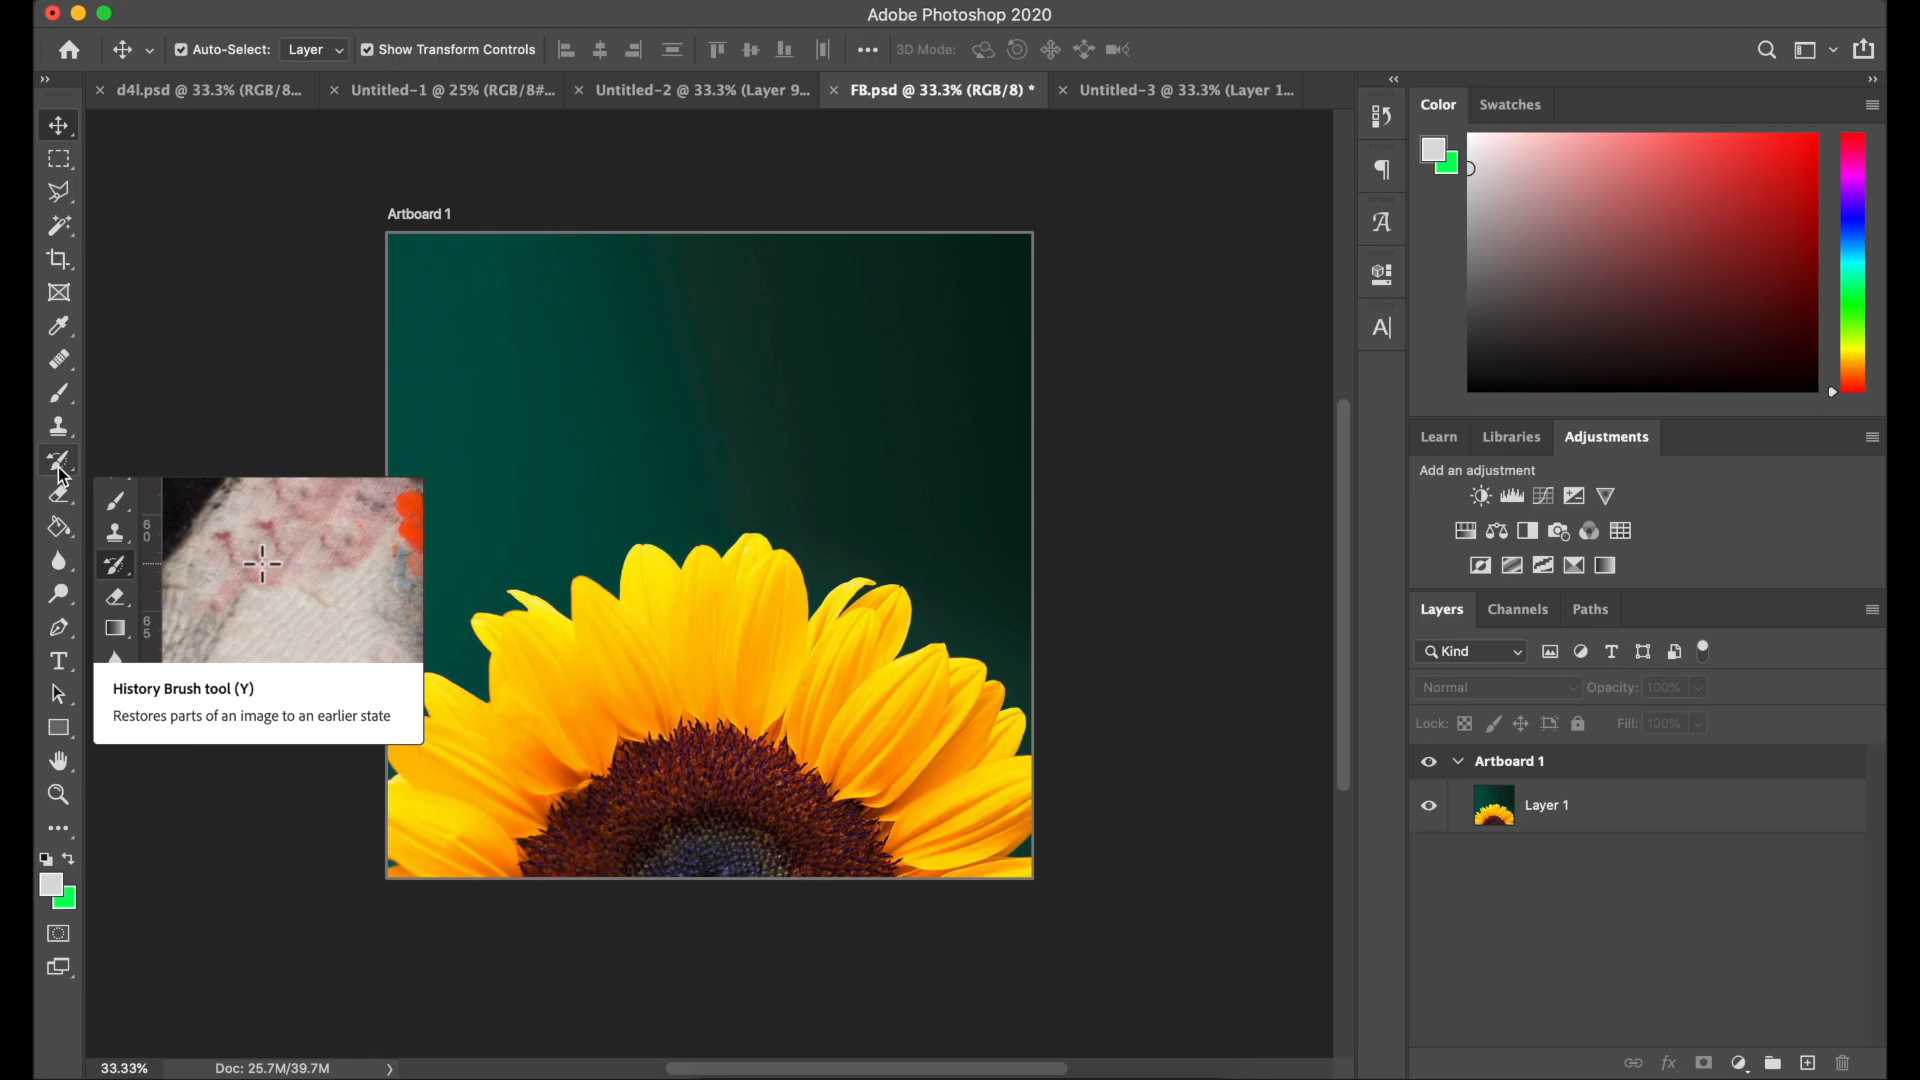 Adobe Photoshop 2020
Auto-Select: Layer Show Transform Controls 3D Mode:
d4l.psd @ 33.3% (RGB/8... Untitled-1 @ 25% (RGB/8#... Untitled-2 @ 33.3% (Layer 9... FB.psd @ 33.3% (RGB/8) * Untitled-3 @ 33.3% (Layer 1...
Artboard 1
60
65
History Brush tool (Y)
Restores parts of an image to an earlier state
33.33% Doc: 25.7M/39.7M
Color Swatches
Learn Libraries Adjustments
Add an adjustment
Layers Channels Paths
Kind
Normal Opacity: 100%
Lock: Fill: 100%
Artboard 1
Layer 1
fx